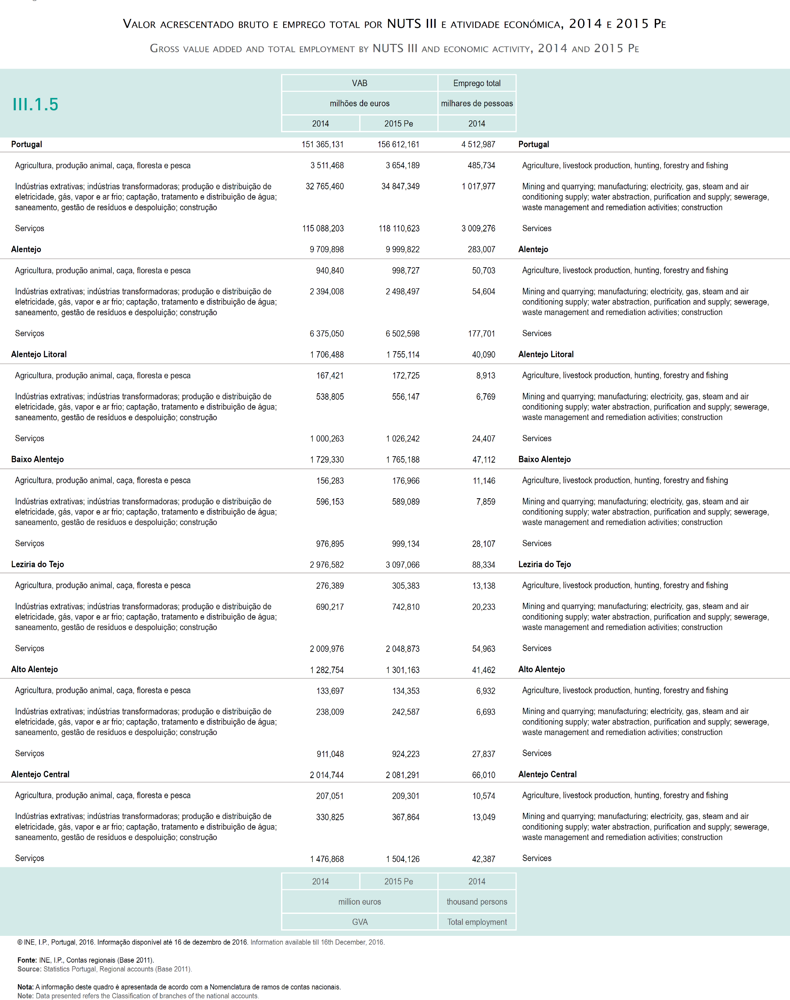 VALOR ACRESCENTADO BRUTO E EMPREGO TOTAL POR NUTS III E ATIVIDADE ECONÓMICA, 2014 E 2015 PE
GROSS VALUE ADDED AND TOTAL EMPLOYMENT BY NUTS III AND ECONOMIC ACTIVITY, 2014 AND 2015 PE
VAB Emprego total
III.1.5 milhões de euros milhares de pessoas
2014 2015 Pe 2014
Portugal 151 365,131 156 612,161 4 512,987 Portugal
Agricultura, produção animal, caça, floresta e pesca 3 511,468 3 654,189 485,734 Agriculture, livestock production, hunting, forestry and fishing
Indústrias extrativas; indústrias transformadoras; produção e distribuição de 32 765,460 34 847,349 1 017,977 Mining and quarrying; manufacturing; electricity, gas, steam and air
eletricidade, gás, vapor e ar frio; captação, tratamento e distribuição de água; conditioning supply; water abstraction, purification and supply; sewerage,
saneamento, gestão de resíduos e despoluição; construção waste management and remediation activities; construction
Serviços 115 088,203 118 110,623 3 009,276 Services
Alentejo 9 709,898 9 999,822 283,007 Alentejo
Agricultura, produção animal, caça, floresta e pesca 940,840 998,727 50,703 Agriculture, livestock production, hunting, forestry and fishing
Indústrias extrativas; indústrias transformadoras; produção e distribuição de 2 394,008 2 498,497 54,604 Mining and quarrying; manufacturing; electricity, gas, steam and air
eletricidade, gás, vapor e ar frio; captação, tratamento e distribuição de água; conditioning supply; water abstraction, purification and supply; sewerage,
saneamento, gestão de resíduos e despoluição; construção waste management and remediation activities; construction
Serviços 6 375,050 6 502,598 177,701 Services
Alentejo Litoral 1 706,488 1 755,114 40,090 Alentejo Litoral
Agricultura, produção animal, caça, floresta e pesca 167,421 172,725 8,913 Agriculture, livestock production, hunting, forestry and fishing
Indústrias extrativas; indústrias transformadoras; produção e distribuição de 538,805 556,147 6,769 Mining and quarrying; manufacturing; electricity, gas, steam and air
eletricidade, gás, vapor e ar frio; captação, tratamento e distribuição de água; conditioning supply; water abstraction, purification and supply; sewerage,
saneamento, gestão de resíduos e despoluição; construção waste management and remediation activities; construction
Serviços 1 000,263 1 026,242 24,407 Services
Baixo Alentejo 1 729,330 1 765,188 47,112 Baixo Alentejo
Agricultura, produção animal, caça, floresta e pesca 156,283 176,966 11,146 Agriculture, livestock production, hunting, forestry and fishing
Indústrias extrativas; indústrias transformadoras; produção e distribuição de 596,153 589,089 7,859 Mining and quarrying; manufacturing; electricity, gas, steam and air
eletricidade, gás, vapor e ar frio; captação, tratamento e distribuição de água; conditioning supply; water abstraction, purification and supply; sewerage,
saneamento, gestão de resíduos e despoluição; construção waste management and remediation activities; construction
Serviços 976,895 999,134 28,107 Services
Lezíria do Tejo 2 976,582 3 097,066 88,334 Lezíria do Tejo
Agricultura, produção animal, caça, floresta e pesca 276,389 305,383 13,138 Agriculture, livestock production, hunting, forestry and fishing
Indústrias extrativas; indústrias transformadoras; produção e distribuição de 690,217 742,810 20,233 Mining and quarrying; manufacturing; electricity, gas, steam and air
eletricidade, gás, vapor e ar frio; captação, tratamento e distribuição de água; conditioning supply; water abstraction, purification and supply; sewerage,
saneamento, gestão de resíduos e despoluição; construção waste management and remediation activities; construction
Serviços 2 009,976 2 048,873 54,963 Services
Alto Alentejo 1 282,754 1 301,163 41,462 Alto Alentejo
Agricultura, produção animal, caça, floresta e pesca 133,697 134,353 6,932 Agriculture, livestock production, hunting, forestry and fishing
Indústrias extrativas; indústrias transformadoras; produção e distribuição de 238,009 242,587 6,693 Mining and quarrying; manufacturing; electricity, gas, steam and air
eletricidade, gás, vapor e ar frio; captação, tratamento e distribuição de água; conditioning supply; water abstraction, purification and supply; sewerage,
saneamento, gestão de resíduos e despoluição; construção waste management and remediation activities; construction
Serviços 911,048 924,223 27,837 Services
Alentejo Central 2 014,744 2 081,291 66,010 Alentejo Central
Agricultura, produção animal, caça, floresta e pesca 207,051 209,301 10,574 Agriculture, livestock production, hunting, forestry and fishing
Indústrias extrativas; indústrias transformadoras; produção e distribuição de 330,825 367,864 13,049 Mining and quarrying; manufacturing; electricity, gas, steam and air
eletricidade, gás, vapor e ar frio; captação, tratamento e distribuição de água; conditioning supply; water abstraction, purification and supply; sewerage,
saneamento, gestão de resíduos e despoluição; construção waste management and remediation activities; construction
Serviços 1 476,868 1 504,126 42,387 Services
2014 2015 Pe 2014
million euros thousand persons
GVA Total employment
© INE, I.P., Portugal, 2016. Informação disponível até 16 de dezembro de 2016. Information available till 16th December, 2016.
Fonte: INE, I.P., Contas regionais (Base 2011).
Source: Statistics Portugal, Regional accounts (Base 2011).
Nota: A informação deste quadro é apresentada de acordo com a Nomenclatura de ramos de contas nacionais.
Note: Data presented refers the Classification of branches of the national accounts.